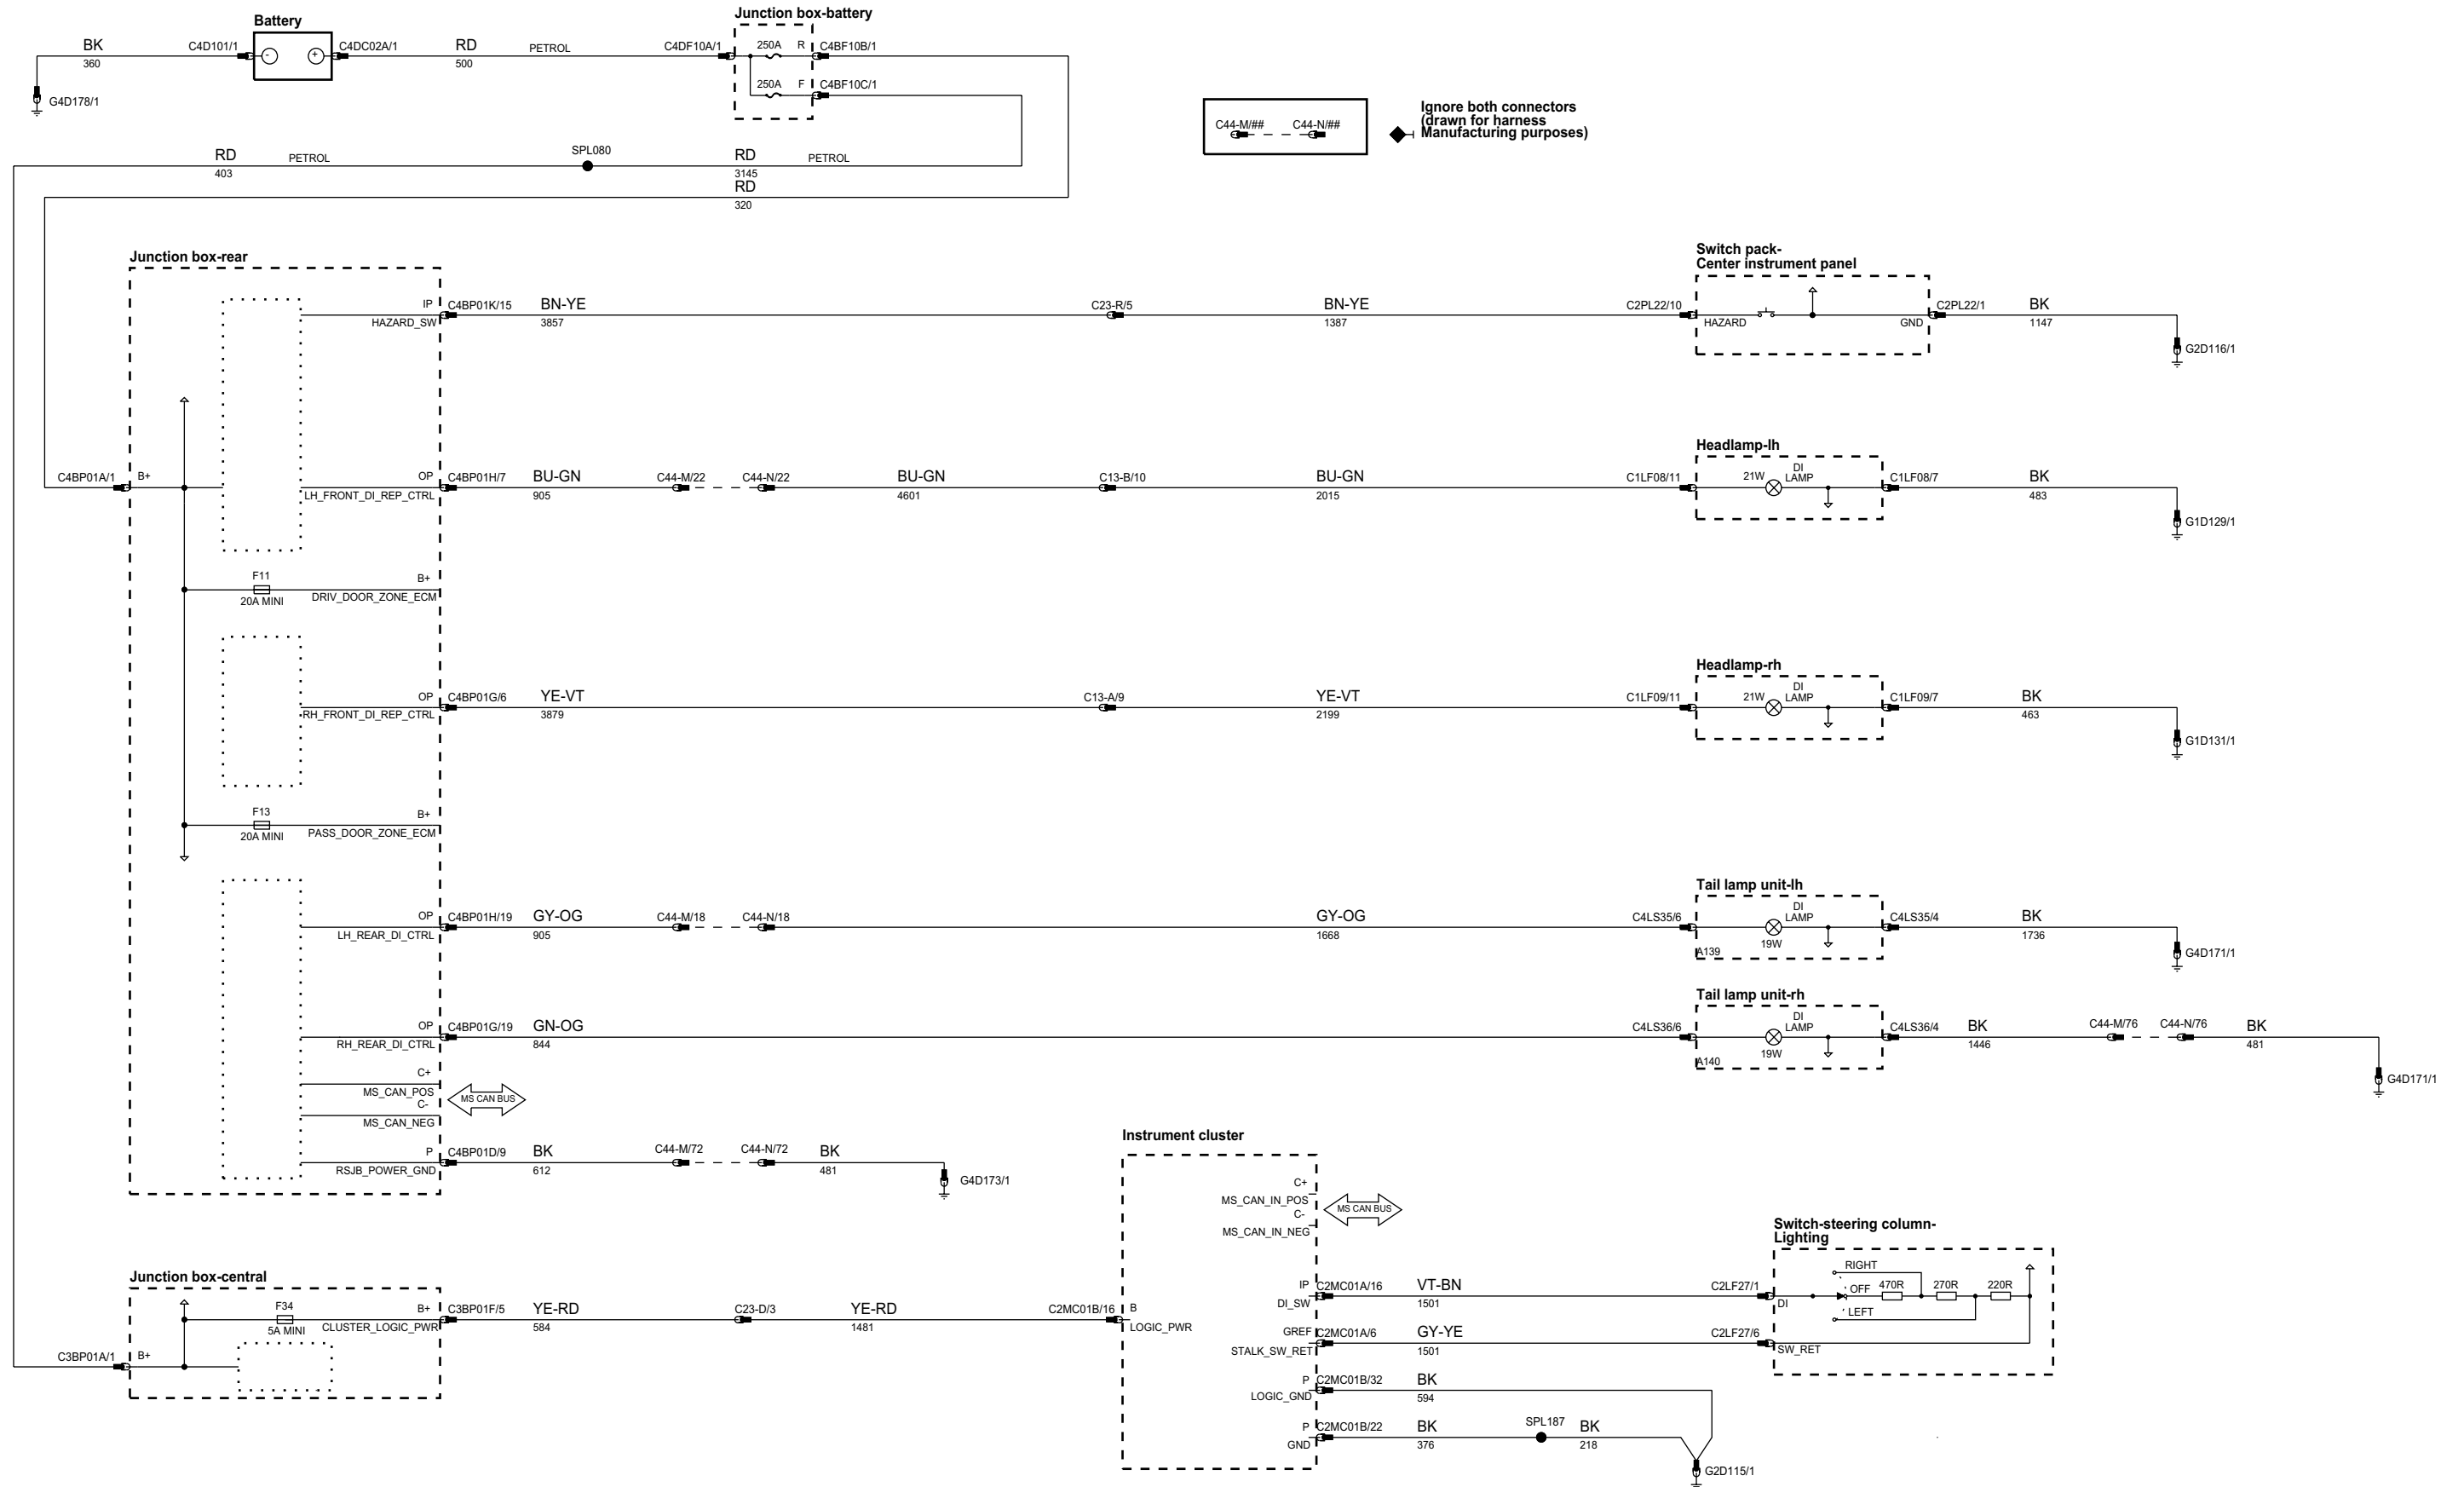 Battery
Junction box-battery
BK
360
C4D101/1
-
+
C4DC02A/1
RD
500
PETROL
C4DF10A/1
250A
R
C4BF10B/1
250A
F
C4BF10C/1
G4D178/1
C44-M/##
C44-N/##
Ignore both connectors
(drawn for harness
Manufacturing purposes)
RD
403
PETROL
SPL080
RD
3145
PETROL
RD
320
Junction box-rear
Switch pack-
Center instrument panel
IP
HAZARD_SW
C4BP01K/15
BN-YE
3857
C23-R/5
BN-YE
1387
C2PL22/10
HAZARD
GND
C2PL22/1
BK
1147
G2D116/1
Headlamp-lh
C4BP01A/1
B+
OP
LH_FRONT_DI_REP_CTRL
C4BP01H/7
BU-GN
905
C44-M/22
C44-N/22
BU-GN
4601
C13-B/10
BU-GN
2015
C1LF08/11
21W
DI
LAMP
C1LF08/7
BK
483
G1D129/1
F11
20A MINI
B+
DRIV_DOOR_ZONE_ECM
Headlamp-rh
OP
RH_FRONT_DI_REP_CTRL
C4BP01G/6
YE-VT
3879
C13-A/9
YE-VT
2199
C1LF09/11
21W
DI
LAMP
C1LF09/7
BK
463
G1D131/1
F13
20A MINI
B+
PASS_DOOR_ZONE_ECM
Tail lamp unit-lh
OP
LH_REAR_DI_CTRL
C4BP01H/19
GY-OG
905
C44-M/18
C44-N/18
GY-OG
1668
C4LS35/6
DI
LAMP
19W
A139
C4LS35/4
BK
1736
G4D171/1
Tail lamp unit-rh
OP
RH_REAR_DI_CTRL
C4BP01G/19
GN-OG
844
C4LS36/6
DI
LAMP
19W
A140
C4LS36/4
BK
1446
C44-M/76
C44-N/76
BK
481
G4D171/1
C+
MS_CAN_POS
C-
MS_CAN_NEG
MS CAN BUS
P
RSJB_POWER_GND
C4BP01D/9
BK
612
C44-M/72
C44-N/72
BK
481
G4D173/1
Instrument cluster
C+
MS_CAN_IN_POS
C-
MS_CAN_IN_NEG
MS CAN BUS
Switch-steering column-
Lighting
Junction box-central
F34
5A MINI
B+
CLUSTER_LOGIC_PWR
C3BP01F/5
YE-RD
584
C23-D/3
YE-RD
1481
C2MC01B/16
B
LOGIC_PWR
C3BP01A/1
B+
IP
DI_SW
C2MC01A/16
VT-BN
1501
C2LF27/1
DI
RIGHT
OFF
LEFT
470R
270R
220R
GREF
STALK_SW_RET
C2MC01A/6
GY-YE
1501
C2LF27/6
SW_RET
P
LOGIC_GND
C2MC01B/32
BK
594
P
GND
C2MC01B/22
BK
376
SPL187
BK
218
G2D115/1